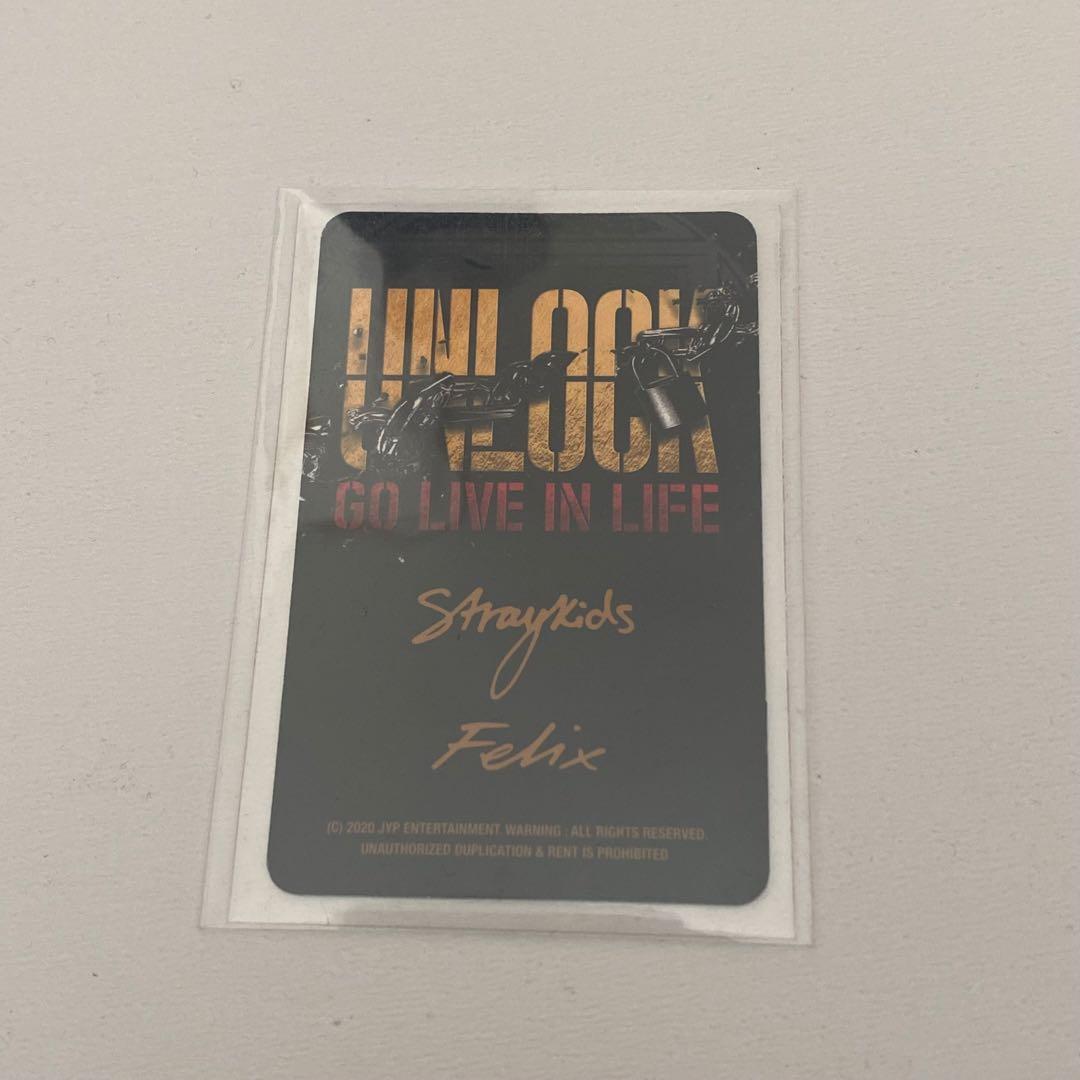 UNLOCK
GO LIVE IN LIFE
Straykids
Felix
(C) 2020 JYP ENTERTAINMENT. WARNING : ALL RIGHTS RESERVED.
UNAUTHORIZED DUPLICATION & RENT IS PROHIBITED